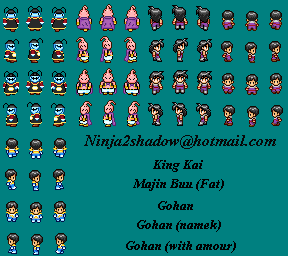 Ninja2shadow@hotmail.com
King Kai
Majin Buu (Fat)
Gohan
Gohan (namek)
Gohan (with amour)